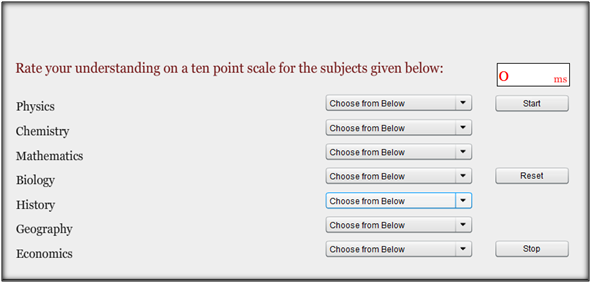 Rate your understanding on a ten point scale for the subjects given below:
0 ms
Physics Choose from Below Start
Chemistry Choose from Below
Mathematics Choose from Below
Biology Choose from Below Reset
History Choose from Below
Geography Choose from Below
Economics Choose from Below Stop